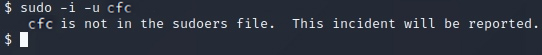 $ sudo -i -u cfc
cfc is not in the sudoers file.  This incident will be reported.
$